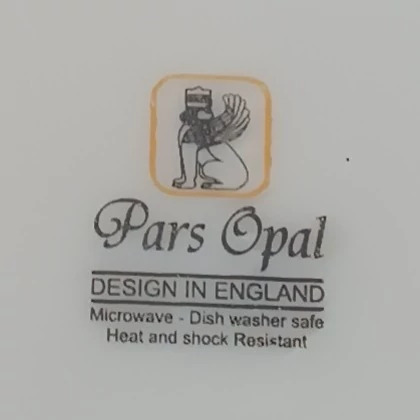 Pars Opal
DESIGN IN ENGLAND
Microwave - Dish washer safe
Heat and shock Resistant